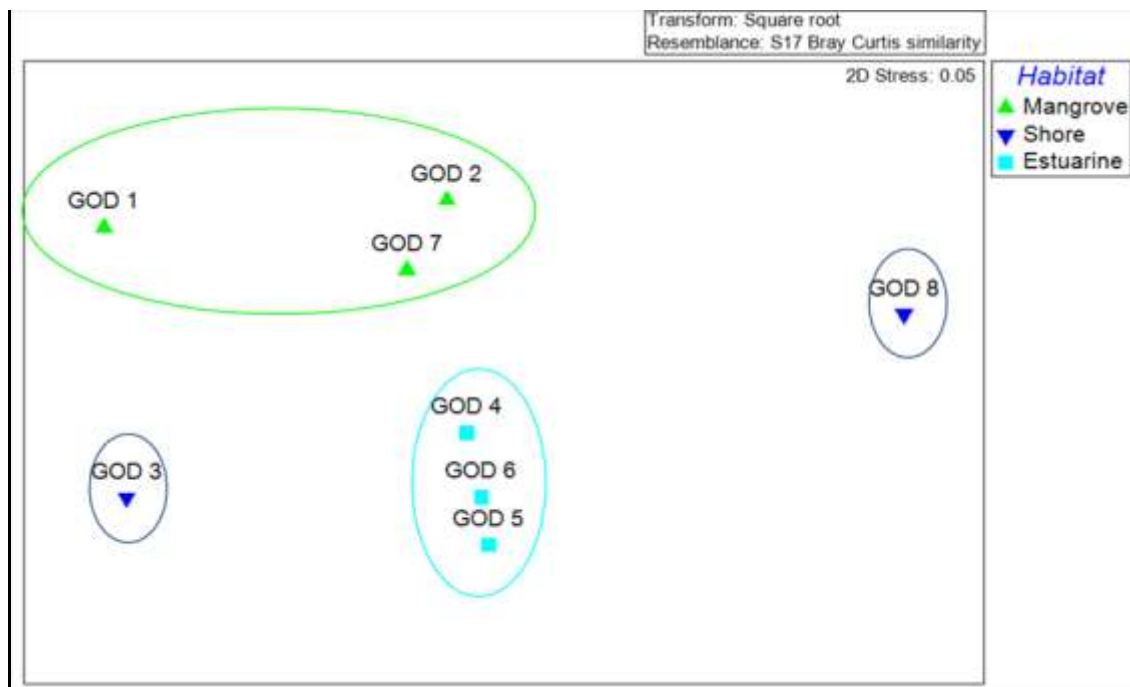 Transform: Square root
Resemblance: S17 Bray Curtis similarity
2D Stress: 0.05
Habitat
Mangrove
Shore
Estuarine
GOD 1
GOD 2
GOD 7
GOD 8
GOD 4
GOD 3
GOD 6
GOD 5